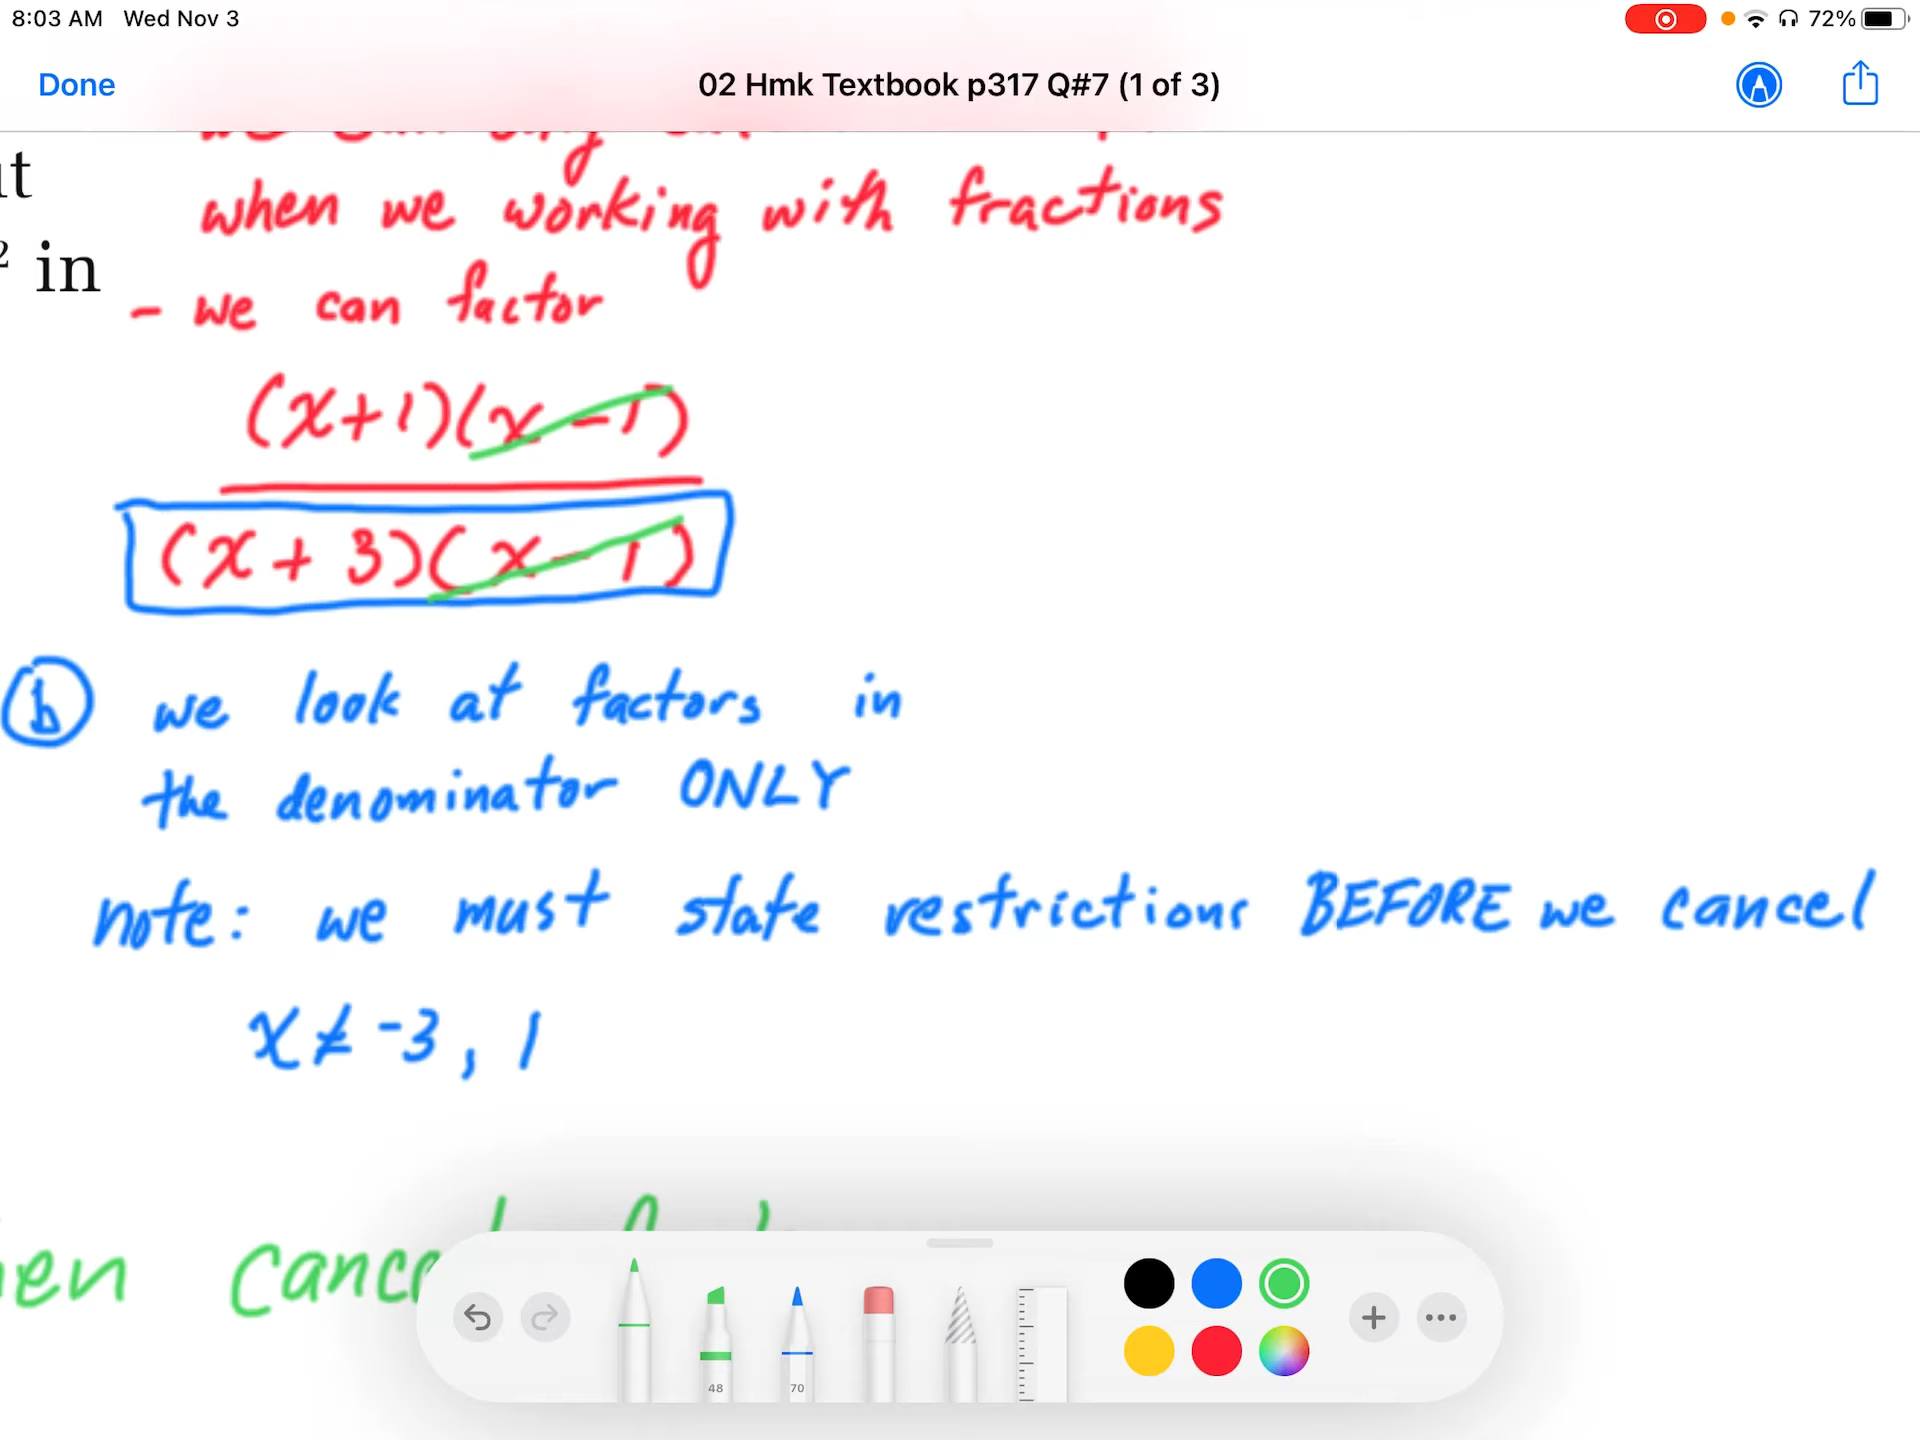 8:03 AM Wed Nov 3
72%
Done
02 Hmk Textbook p317 Q#7 (1 of 3)
when we working with fractions
² in
- we can factor
(x+1)(x-1)
(x+3)(x-1)
b we look at factors in
the denominator ONLY
note: we must state restrictions BEFORE we cancel
x ≠ -3, 1
48
70